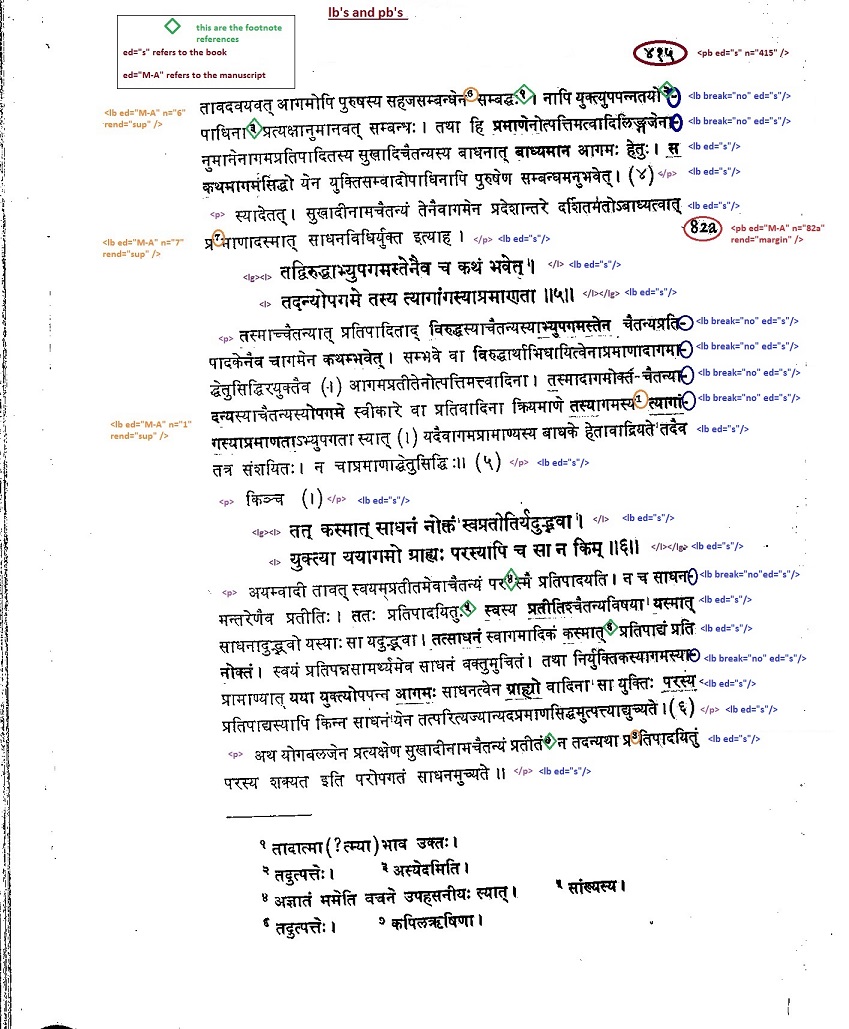 lb's and pb's
this are the footnote
references
ed="s" refers to the book
ed="M-A" refers to the manuscript
४१५ <pb ed="s" n="415" />
<lb ed="M-A" n="6"
rend="sup" />
तावदवयवत् आगमोपि पुरुषस्य सहजसम्बन्धेन 6 सम्बद्धः १ । नापि युक्त्युपपन्नतयो २ - <lb break="no" ed="s"/>
पाधिना ३ प्रत्यक्षानुमानवत् सम्बन्धः । तथा हि प्रमाणेनोत्पत्तिमत्वादिलिङ्गजेना- <lb break="no" ed="s"/>
नुमानेनागमप्रतिपादितस्य सुखादिचैतन्यस्य बाधनात् बाध्यमान आगमः हेतुः । स <lb ed="s"/>
कथमागमसिद्धो येन युक्तिसम्वादोपाधिनापि पुरुषेण सम्बन्धमनुभवेत् । (४) </p> <lb ed="s"/>
<p> स्यादेतत् । सुखादीनामचैतन्यं तेनैवागमेन प्रदेशान्तरे दर्शितमतोऽबाध्यत्वात् <lb ed="s"/>
82a <pb ed="M-A" n="82a"
rend="margin" />
<lb ed="M-A" n="7"
rend="sup" />
प्र 7 माणादस्मात् साधनविधिर्युक्त इत्याह । </p> <lb ed="s"/>
<lg><l> तद्विरुद्धाभ्युपगमस्तेनैव च कथं भवेत् । </l> <lb ed="s"/>
<l> तदन्योपगमे तस्य त्यागांगस्याप्रमाणता ॥५॥ </l></lg> <lb ed="s"/>
<p> तस्माच्चैतन्यात् प्रतिपादिताद् विरुद्धस्याचैतन्यस्याभ्युपगमस्तेन चैतन्यप्रति- <lb break="no" ed="s"/>
पादकेनैव चागमेन कथम्भवेत् । सम्भवे वा विरुद्धार्थाभिधायित्वेनाप्रमाणादागमा- <lb break="no" ed="s"/>
द्धेतुसिद्धिरयुक्तैव (।) आगमप्रतीतेनोत्पत्तिमत्त्वादिना । तस्मादागमोक्त-चैतन्या- <lb break="no" ed="s"/>
दन्यस्याचैतन्यस्योपगमे स्वीकारे वा प्रतिवादिना क्रियमाणे तस्यागमस्य 1 त्यागां- <lb break="no" ed="s"/>
<lb ed="M-A" n="1"
rend="sup" />
गस्याप्रमाणताऽभ्युपगता स्यात् (।) यदैवागमप्रामाण्यस्य बाधके हेतावाद्रियते तदैव <lb ed="s"/>
तत्र संशयितः । न चाप्रमाणाद्धेतुसिद्धिः ॥ (५) </p> <lb ed="s"/>
<p> किञ्च (।) </p> <lb ed="s"/>
<lg><l> तत् कस्मात् साधनं नोक्तं स्वप्रतीतिर्यदुद्भवा । </l> <lb ed="s"/>
<l> युक्त्या ययागमो ग्राह्यः परस्यापि च सा न किम् ॥६॥ </l></lg> <lb ed="s"/>
<p> अयम्वादी तावत् स्वयम्प्रतीतमेवाचैतन्यं पर ४ स्मै प्रतिपादयति । न च साधन- <lb break="no"ed="s"/>
मन्तरेणैव प्रतीतिः । ततः प्रतिपादयितुः ५ स्वस्य प्रतीतिश्चैतन्यविषया यस्मात् <lb ed="s"/>
साधनादुद्भवो यस्याः सा यदुद्भवा । तत्साधनं स्वागमादिकं कस्मात् ६ प्रतिपाद्यं प्रति <lb ed="s"/>
नोक्तं । स्वयं प्रतिपन्नसामर्थ्यमेव साधनं वक्तुमुचितं । तथा निर्युक्तिकस्यागमस्या- <lb break="no" ed="s"/>
प्रामाण्यात् यया युक्त्योपपन्न आगमः साधनत्वेन ग्राह्यो वादिना सा युक्तिः परस्य <lb ed="s"/>
प्रतिपाद्यस्यापि किन्न साधनं येन तत्परित्यज्यान्यदप्रमाणसिद्धमुत्पत्त्याद्युच्यते । (६) </p> <lb ed="s"/>
<p> अथ योगबलजेन प्रत्यक्षेण सुखादीनामचैतन्यं प्रतीतं ७ न तदन्यथा प्र तिपादयितुं <lb ed="s"/>
परस्य शक्यत इति परोपगतं साधनमुच्यते ॥ </p> <lb ed="s"/>
१ तादात्मा (? त्म्या) भाव उक्तः ।
२ तदुत्पत्तेः । ३ अस्येदमिति ।
४ अज्ञातं ममेति वचने उपहसनीयः स्यात् । ५ सांख्यस्य ।
६ तदुत्पत्तेः । ७ कपिलऋषिणा ।